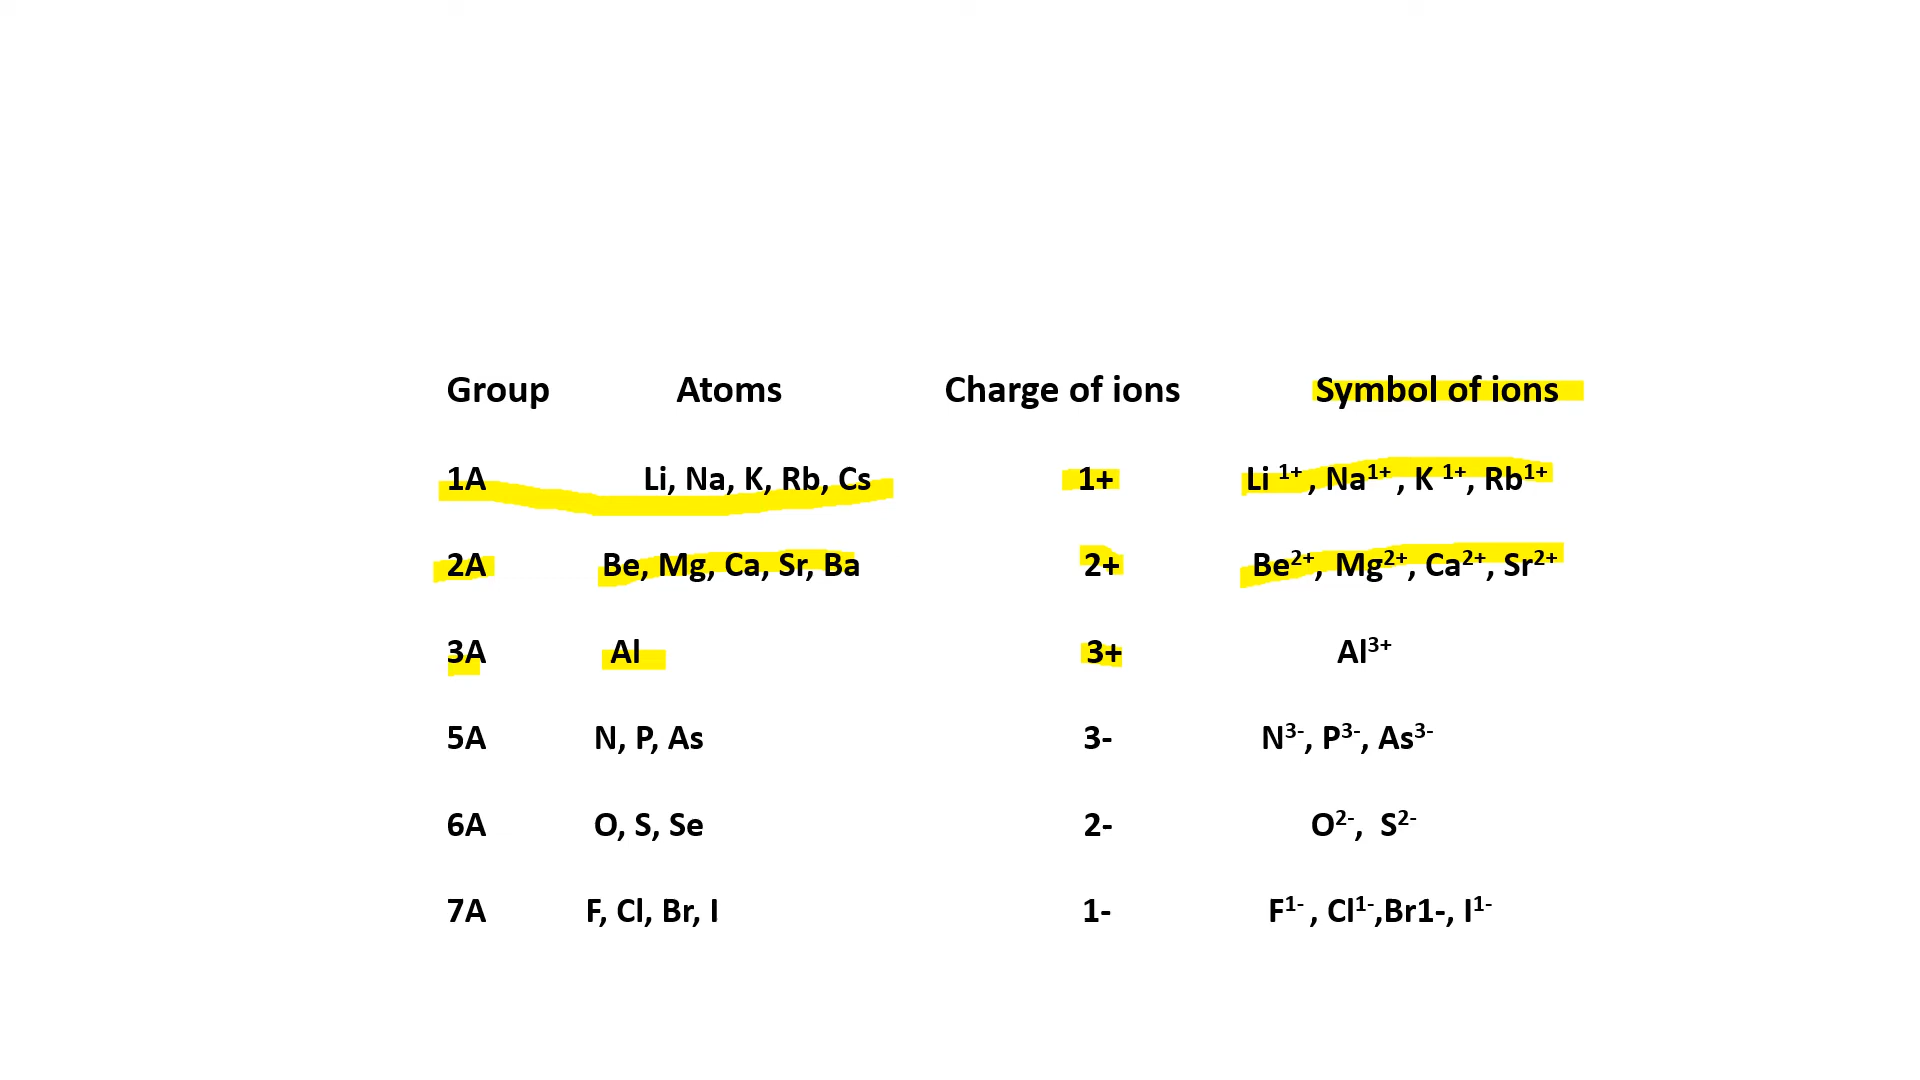 Group Atoms Charge of ions Symbol of ions
1A Li, Na, K, Rb, Cs 1+ Li ¹⁺, Na¹⁺, K ¹⁺, Rb¹⁺
2A Be, Mg, Ca, Sr, Ba 2+ Be²⁺, Mg²⁺, Ca²⁺, Sr²⁺
3A Al 3+ Al³⁺
5A N, P, As 3- N³⁻, P³⁻, As³⁻
6A O, S, Se 2- O²⁻, S²⁻
7A F, Cl, Br, I 1- F¹⁻, Cl¹⁻,Br1-, I¹⁻